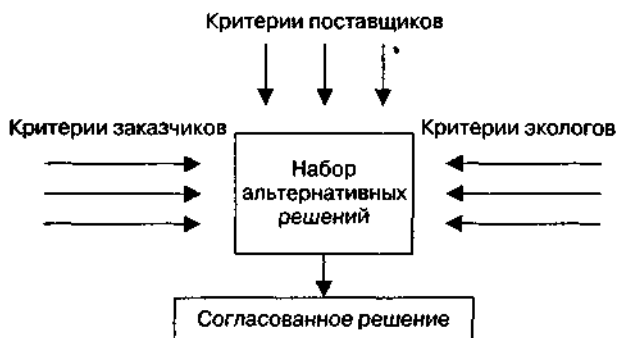 Критерии поставщиков
Критерии заказчиков
Критерии экологов
Набор
альтернативных
решений
Согласованное решение